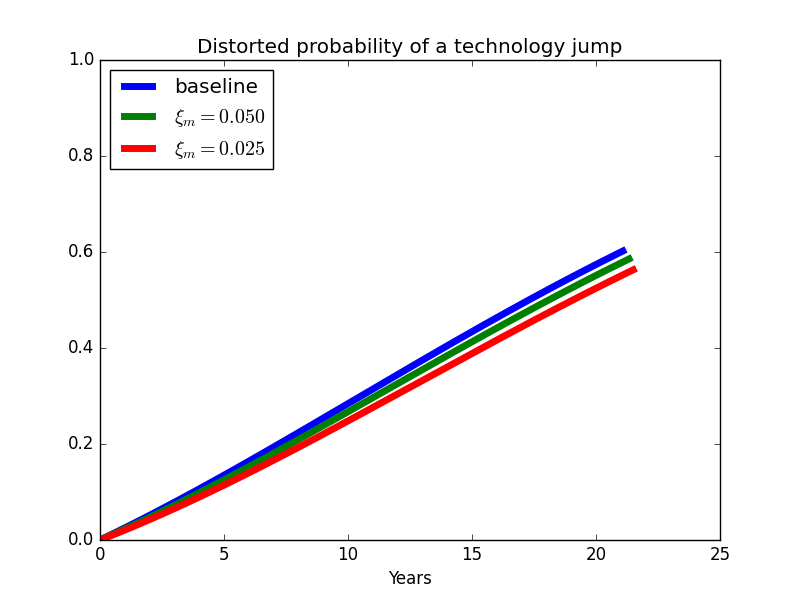 Distorted probability of a technology jump
baseline
ξₘ = 0.050
ξₘ = 0.025
1.0
0.8
0.6
0.4
0.2
0.0
0 5 10 15 20 25
Years